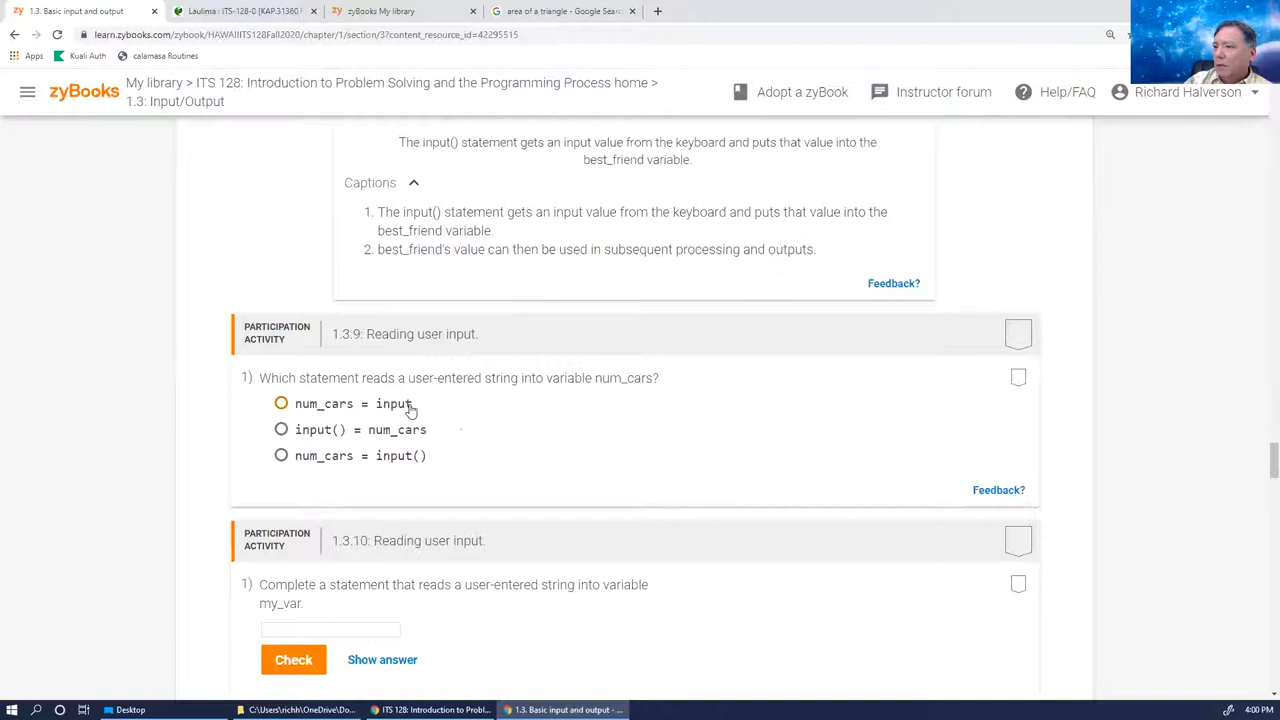 1.3. Basic input and output
Laulima : ITS-128-0 [KAP.31360.F
zyBooks My library
area of a triangle - Google Searc
learn.zybooks.com/zybook/HAWAIIITS128Fall2020/chapter/1/section/3?content_resource_id=42295515
Apps
Kuali Auth
calamasa Routines
zyBooks
My library > ITS 128: Introduction to Problem Solving and the Programming Process home >
1.3: Input/Output
Adopt a zyBook
Instructor forum
Help/FAQ
Richard Halverson
The input() statement gets an input value from the keyboard and puts that value into the
best_friend variable.
Captions
1. The input() statement gets an input value from the keyboard and puts that value into the
best_friend variable.
2. best_friend's value can then be used in subsequent processing and outputs.
Feedback?
PARTICIPATION
ACTIVITY
1.3.9: Reading user input.
1) Which statement reads a user-entered string into variable num_cars?
num_cars = input
input() = num_cars
num_cars = input()
Feedback?
PARTICIPATION
ACTIVITY
1.3.10: Reading user input.
1) Complete a statement that reads a user-entered string into variable
my_var.
Check
Show answer
Desktop
C:\Users\richh\OneDrive\Do...
ITS 128: Introduction to Probl...
1.3. Basic input and output - ...
4:00 PM